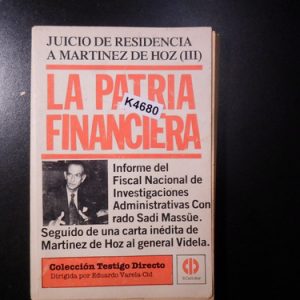 JUICIO DE RESIDENCIA
A MARTINEZ DE HOZ (III)
LA PATRIA
K4680
FINANCIERA
Informe del
Fiscal Nacional de
Investigaciones
Administrativas Con
rado Sadi Massüe.
Seguido de una carta inédita de
Martinez de Hoz al general Videla.
Colección Testigo Directo
Dirigida por Eduardo Varela-Cid